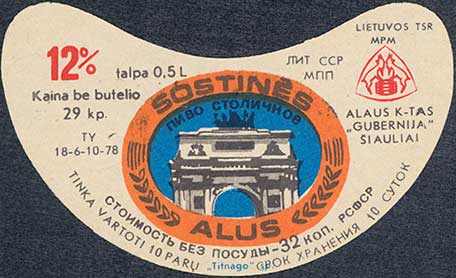 12%
talpa 0,5 L
Kaina be butelio
29 kp.
ТУ
18-6-10-78
SOSTINĖS
ПИВО СТОЛИЧНОЕ
ALUS
ЛИТ ССР
МПП
LIETUVOS TSR
MPM
ALAUS K-TAS
„GUBERNIJA”
ŠIAULIAI
СТОИМОСТЬ БЕЗ ПОСУДЫ-32 КОП. РСФСР
TINKA VARTOTI 10 PARŲ
„Titnago" sp.
СРОК ХРАНЕНИЯ 10 СУТОК